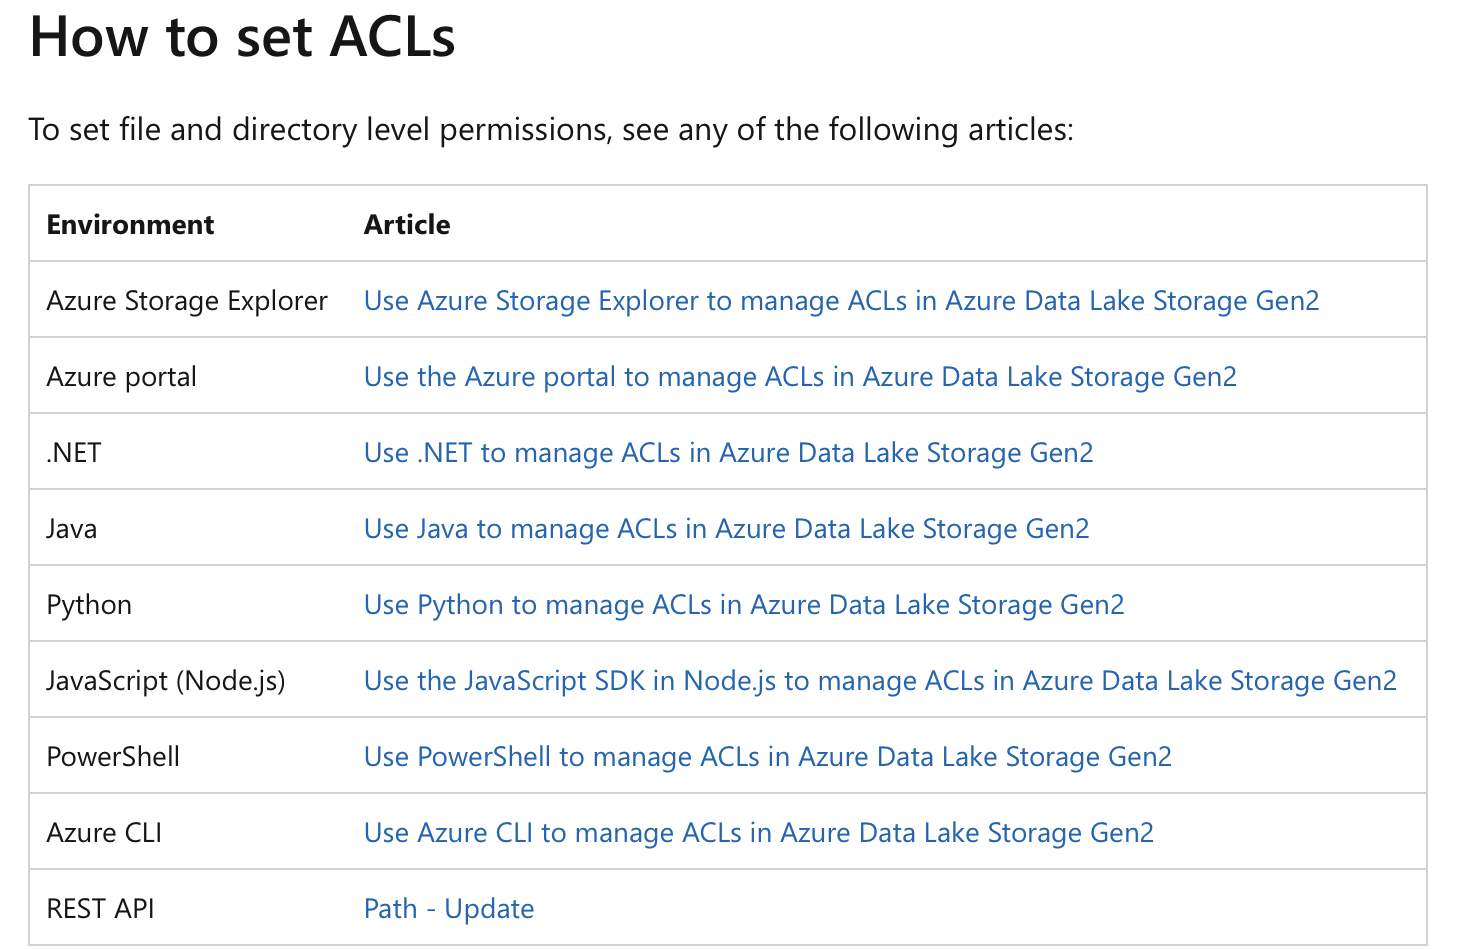 How to set ACLs
To set file and directory level permissions, see any of the following articles:
Environment Article
Azure Storage Explorer Use Azure Storage Explorer to manage ACLs in Azure Data Lake Storage Gen2
Azure portal Use the Azure portal to manage ACLs in Azure Data Lake Storage Gen2
.NET Use .NET to manage ACLs in Azure Data Lake Storage Gen2
Java Use Java to manage ACLs in Azure Data Lake Storage Gen2
Python Use Python to manage ACLs in Azure Data Lake Storage Gen2
JavaScript (Node.js) Use the JavaScript SDK in Node.js to manage ACLs in Azure Data Lake Storage Gen2
PowerShell Use PowerShell to manage ACLs in Azure Data Lake Storage Gen2
Azure CLI Use Azure CLI to manage ACLs in Azure Data Lake Storage Gen2
REST API Path - Update